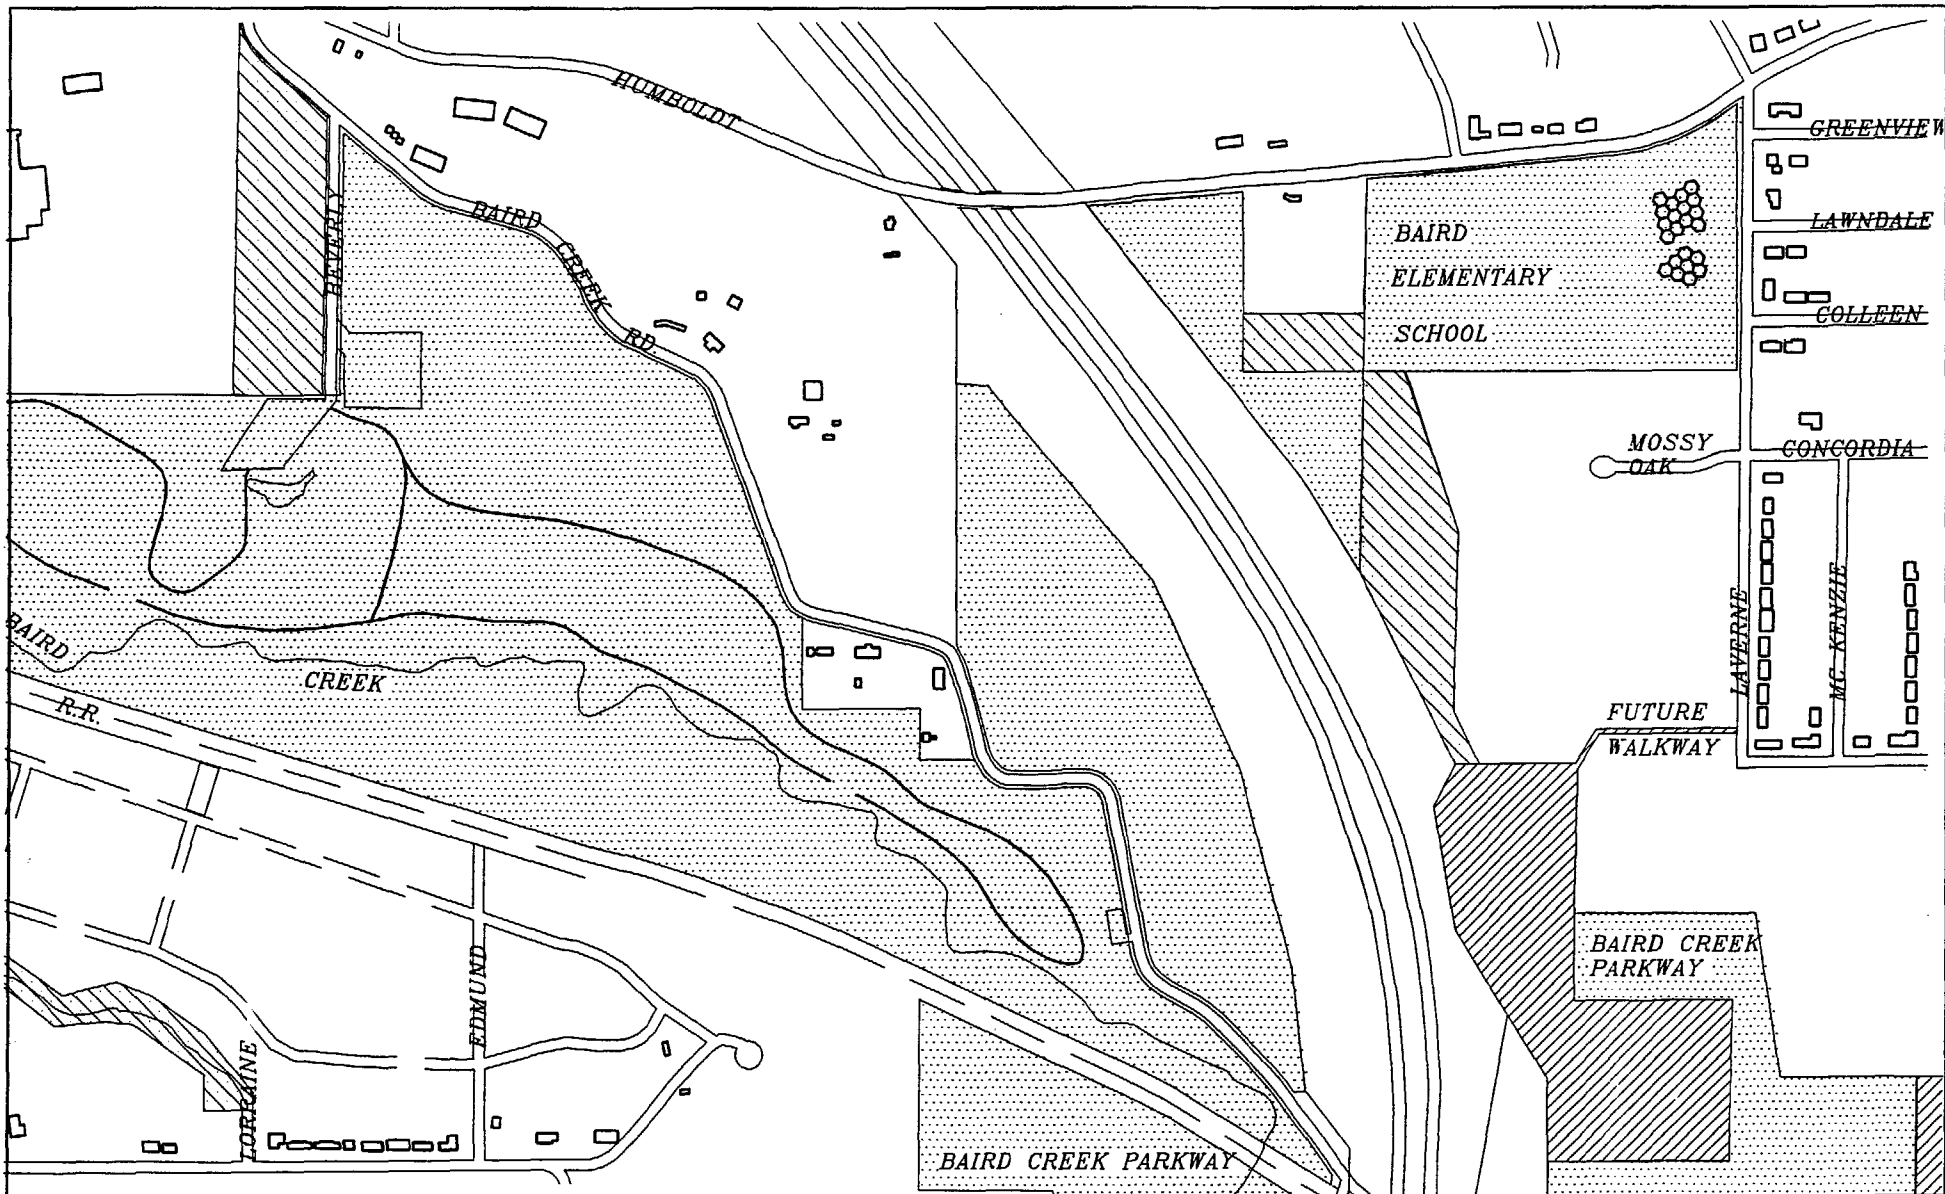 HUMBOLDT
GREENVIEW
BEVERLY
BAIRD CREEK RD.
BAIRD
ELEMENTARY
SCHOOL
LAWNDALE
COLLEEN
MOSSY
OAK
CONCORDIA
LAVERNE
MC KENZIE
BAIRD
CREEK
R.R.
FUTURE
WALKWAY
EDMUND
LORRAINE
BAIRD CREEK
PARKWAY
BAIRD CREEK PARKWAY